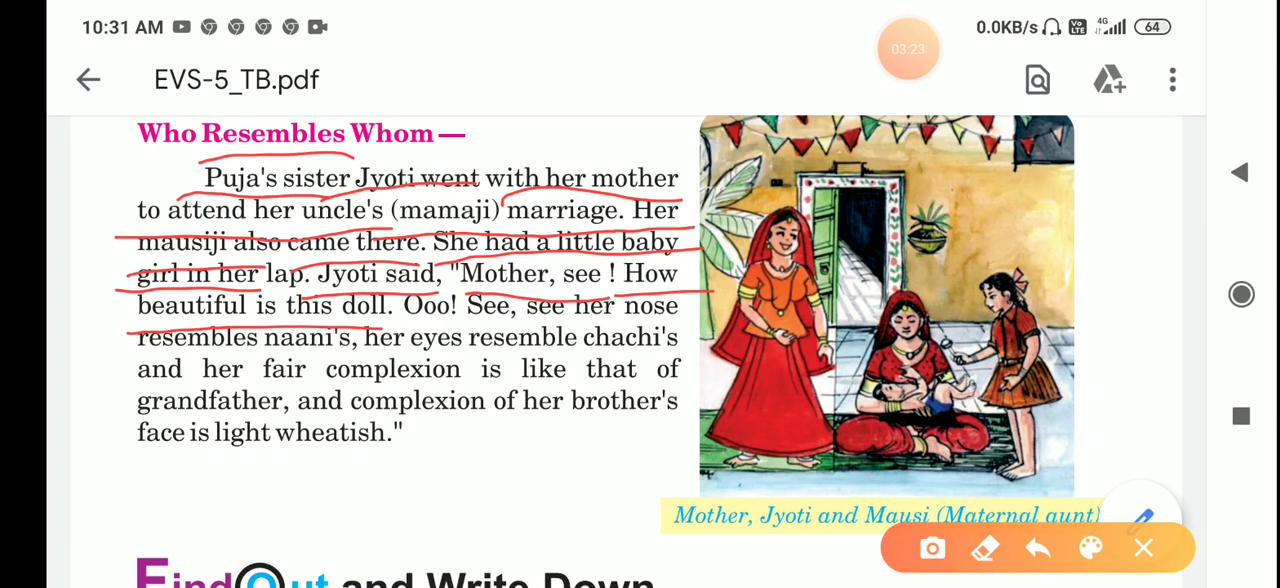 10:31 AM
0.0KB/s
Vo LTE
4G
64
03:23
EVS-5_TB.pdf
Who Resembles Whom —
Puja's sister Jyoti went with her mother
to attend her uncle's (mamaji) marriage. Her
mausiji also came there. She had a little baby
girl in her lap. Jyoti said, "Mother, see ! How
beautiful is this doll. Ooo! See, see her nose
resembles naani's, her eyes resemble chachi's
and her fair complexion is like that of
grandfather, and complexion of her brother's
face is light wheatish."
Mother, Jyoti and Mausi (Maternal aunt)
Find Out and Write Down